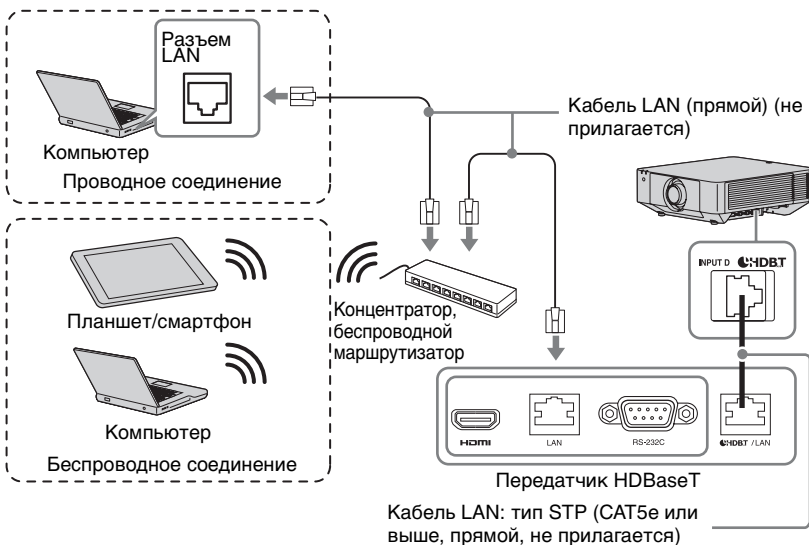 Разъем
LAN
Компьютер
Проводное соединение
Кабель LAN (прямой) (не
прилагается)
INPUT D HDBT
Планшет/смартфон
Концентратор,
беспроводной
маршрутизатор
Компьютер
Беспроводное соединение
HDMI
LAN
RS-232C
HDBT / LAN
Передатчик HDBaseT
Кабель LAN: тип STP (CAT5e или
выше, прямой, не прилагается)